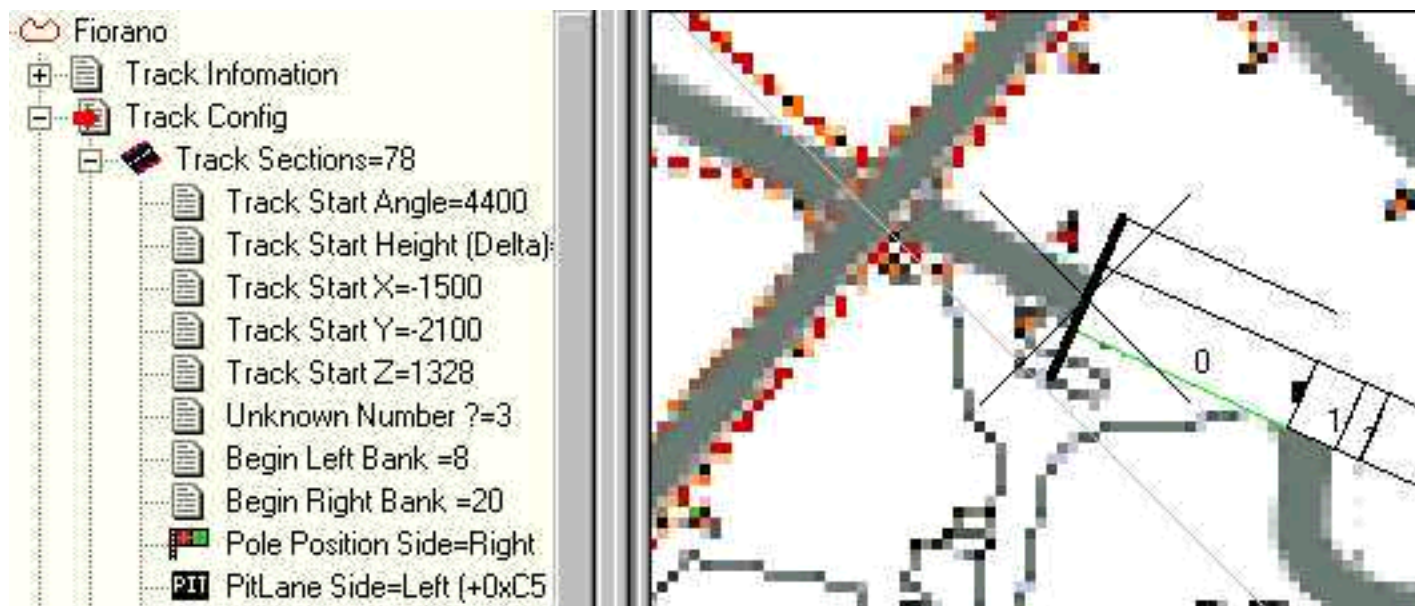 Fiorano
Track Infomation
Track Config
Track Sections=78
Track Start Angle=4400
Track Start Height (Delta)=
Track Start X=-1500
Track Start Y=-2100
Track Start Z=1328
Unknown Number ?=3
Begin Left Bank =8
Begin Right Bank =20
Pole Position Side=Right
PIT PitLane Side=Left (+0xC5
0
1